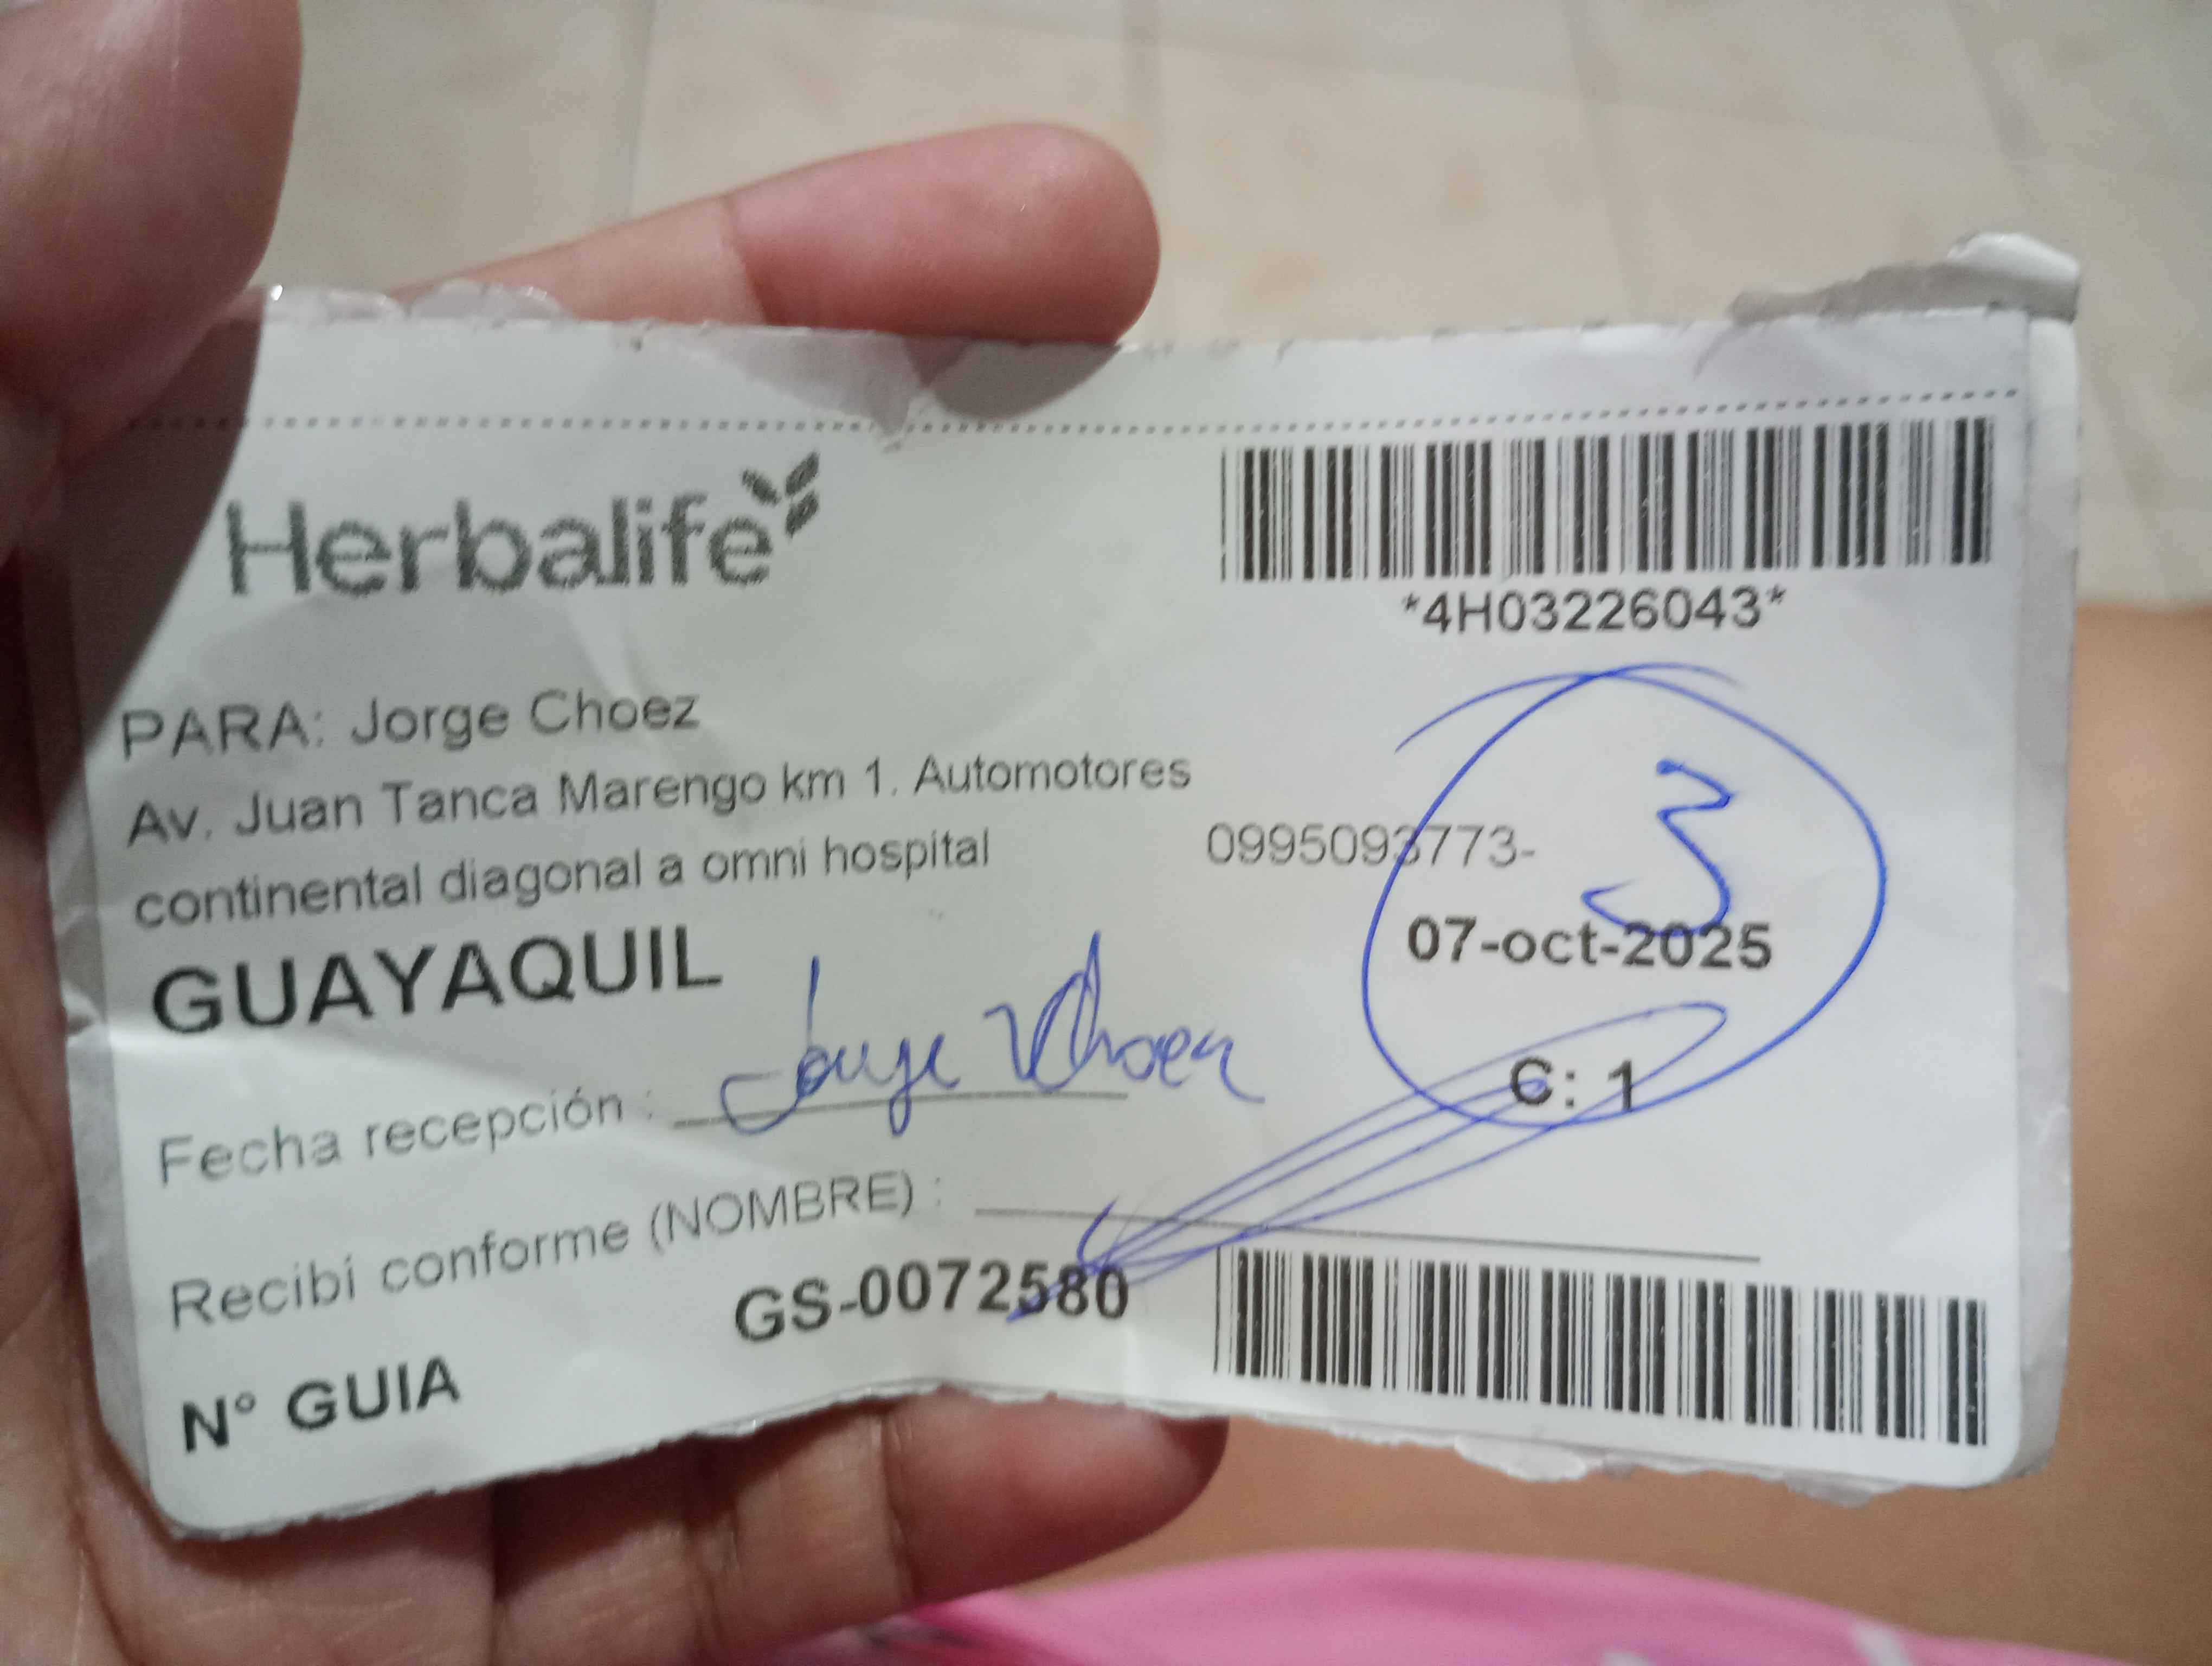 Herbalife
*4H03226043*
PARA: Jorge Choez
Av. Juan Tanca Marengo km 1. Automotores
continental diagonal a omni hospital
0995093773-
3
07-oct-2025
GUAYAQUIL
C: 1
Fecha recepción : Jorge Choez
Recibí conforme (NOMBRE) :
N° GUIA GS-0072580